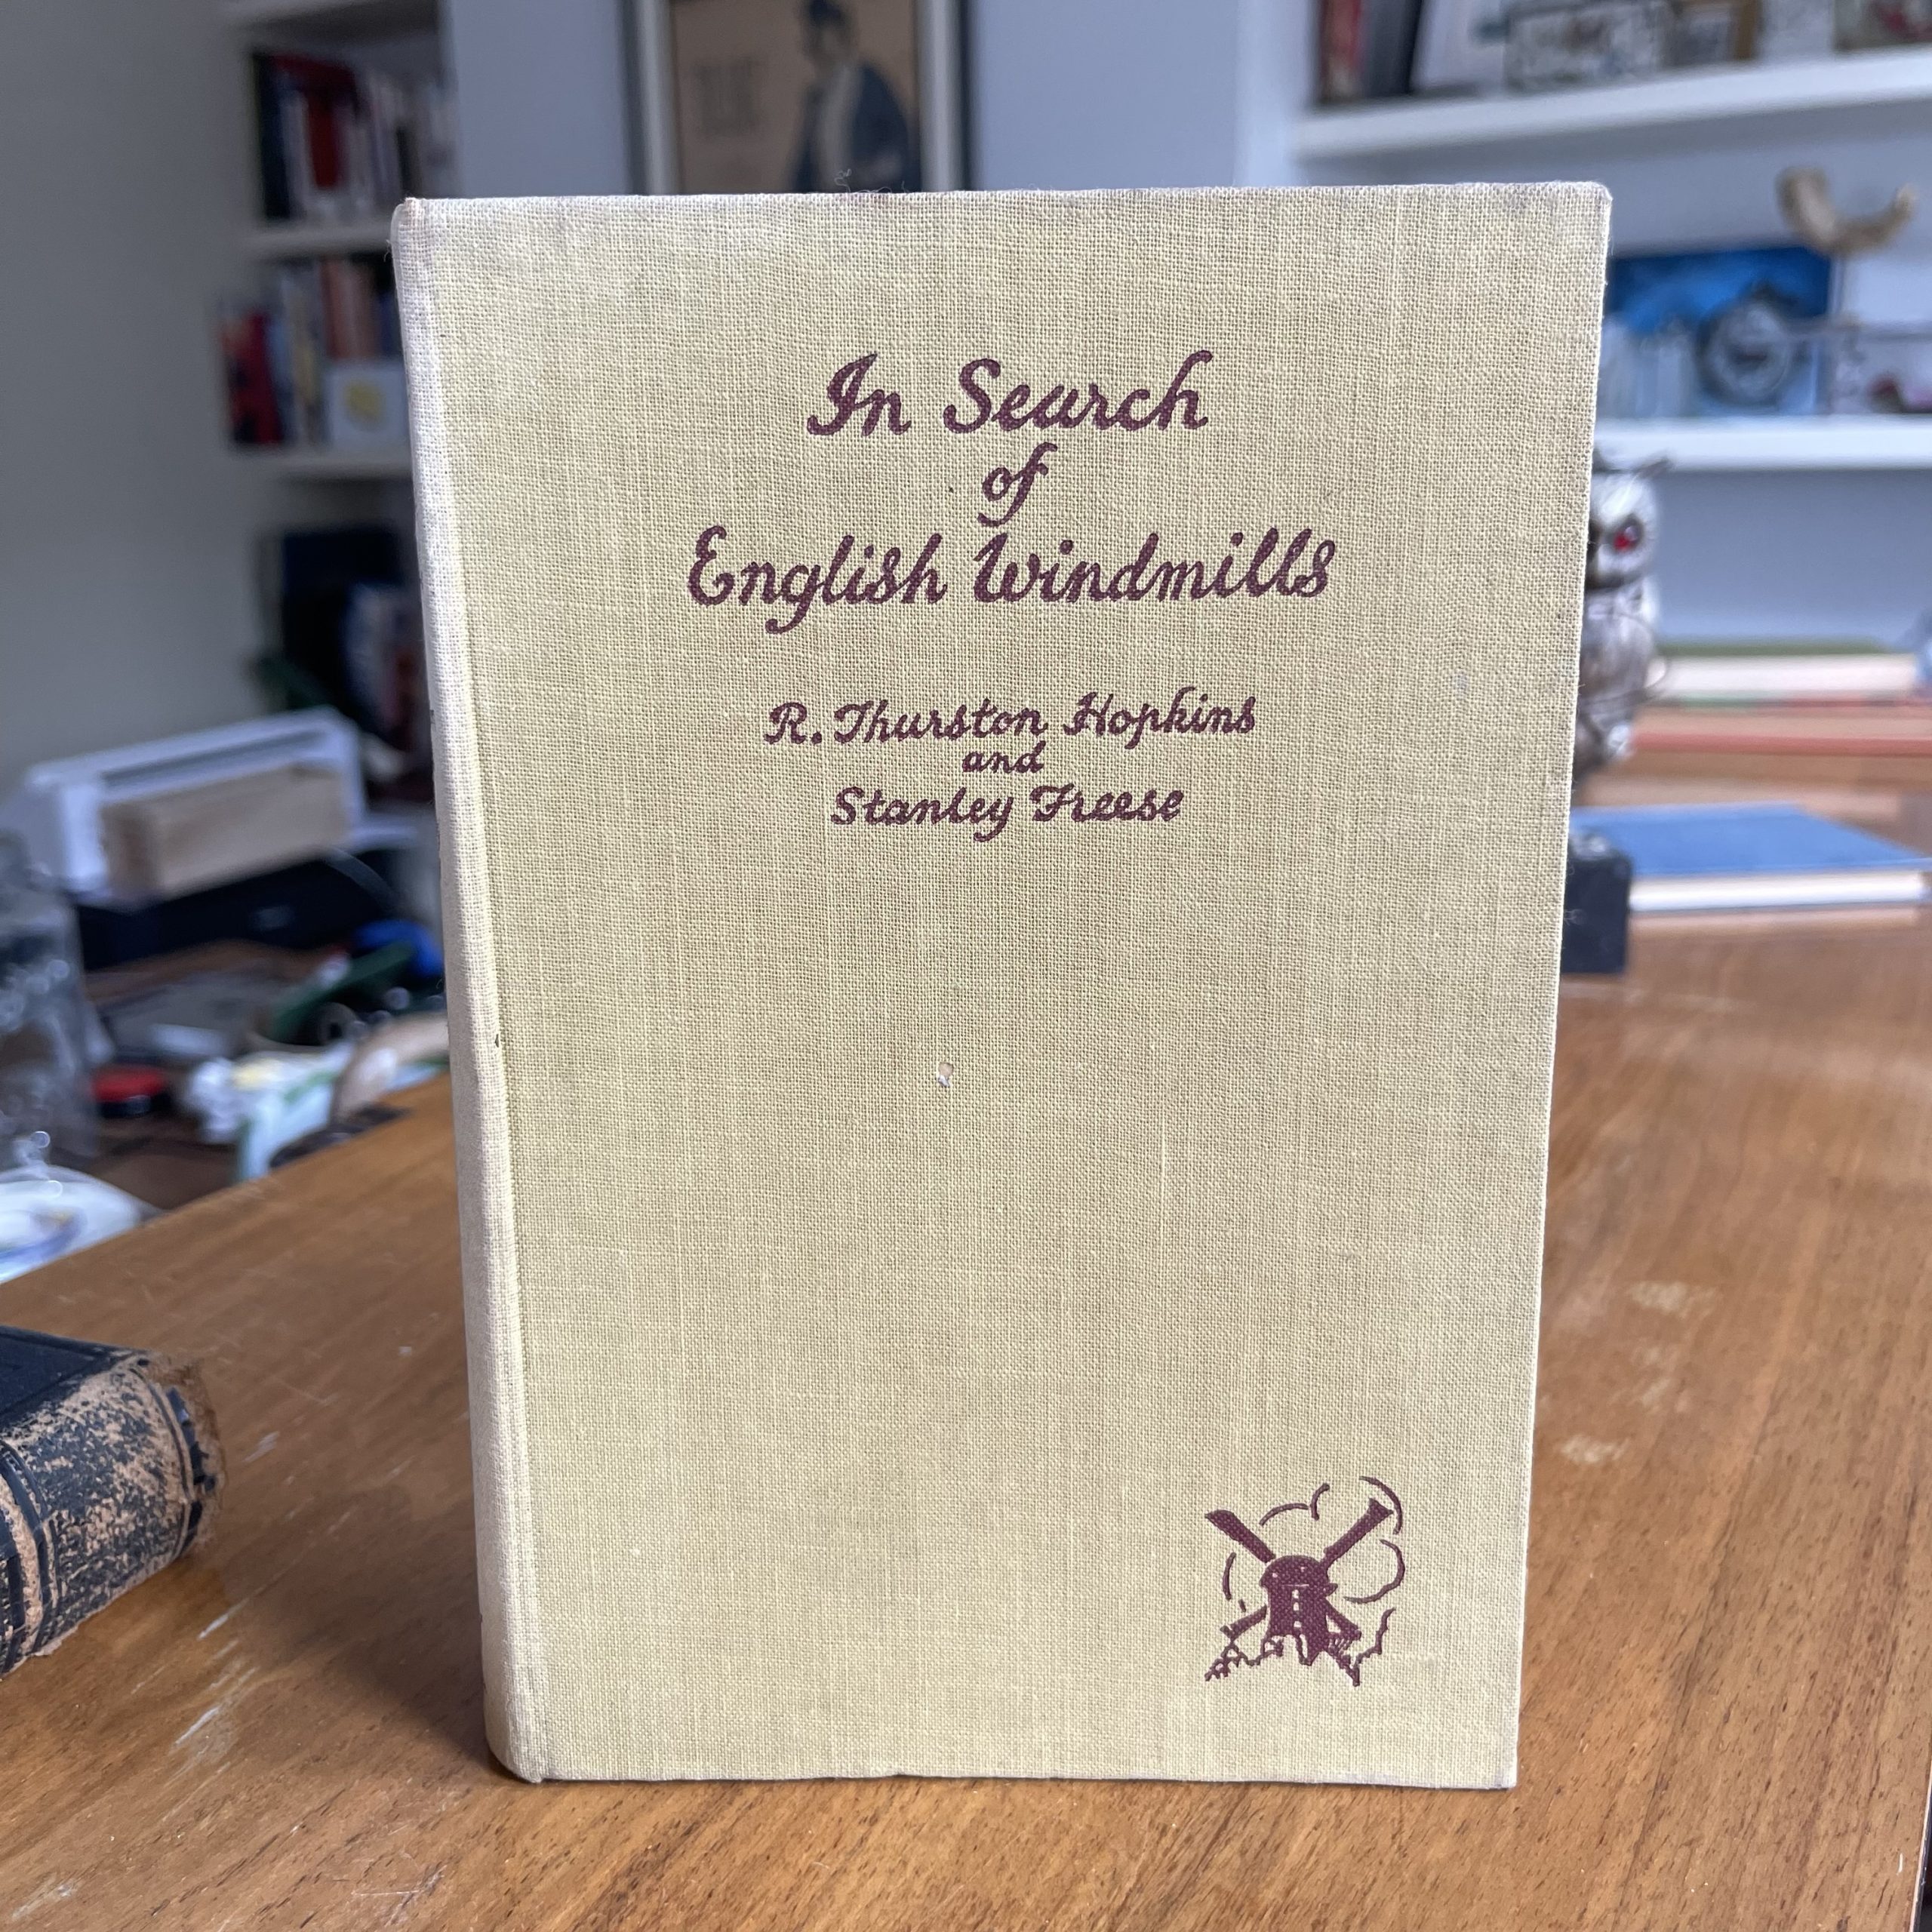 In Search
of
English Windmills
R. Thurston Hopkins
and
Stanley Freese